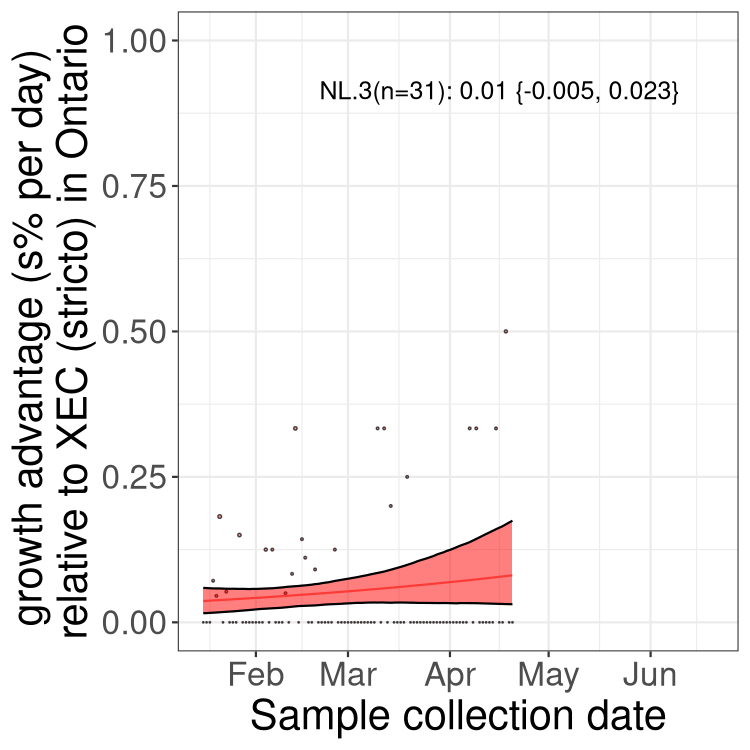 growth advantage (s% per day)
relative to XEC (stricto) in Ontario
1.00
0.75
0.50
0.25
0.00
NL.3(n=31): 0.01 {-0.005, 0.023}
Feb Mar Apr May Jun
Sample collection date